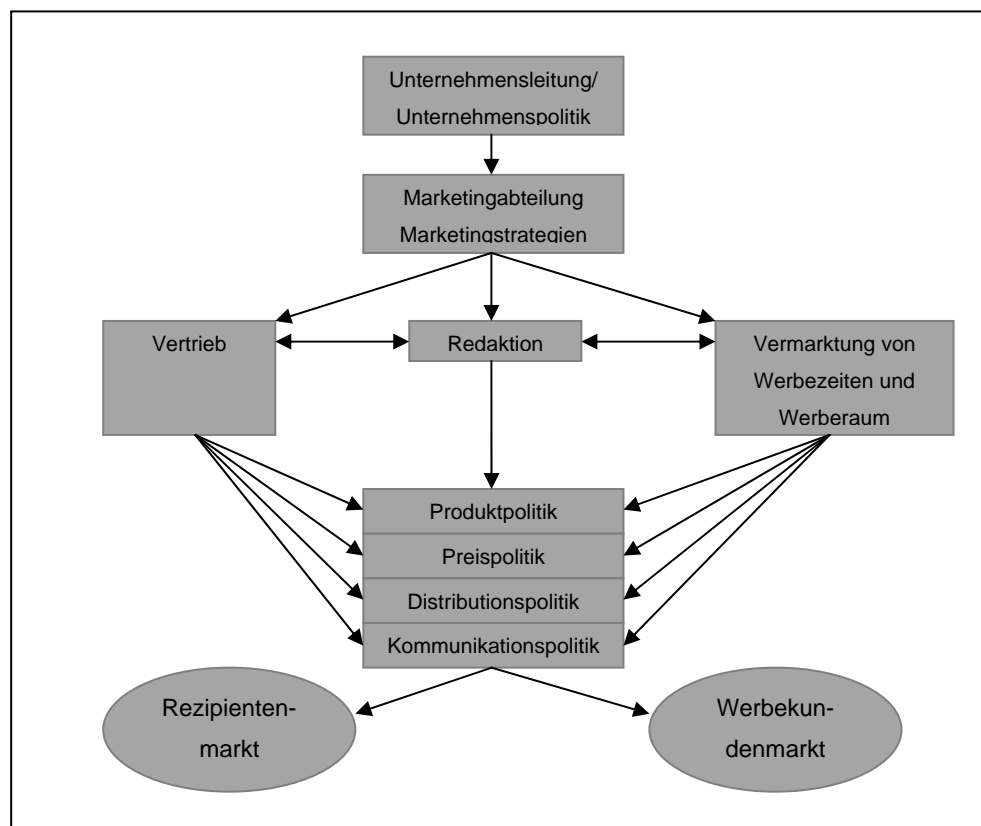 Unternehmensleitung/
Unternehmenspolitik
Marketingabteilung
Marketingstrategien
Vertrieb
Redaktion
Vermarktung von
Werbezeiten und
Werberaum
Produktpolitik
Preispolitik
Distributionspolitik
Kommunikationspolitik
Rezipienten-
markt
Werbekun-
denmarkt